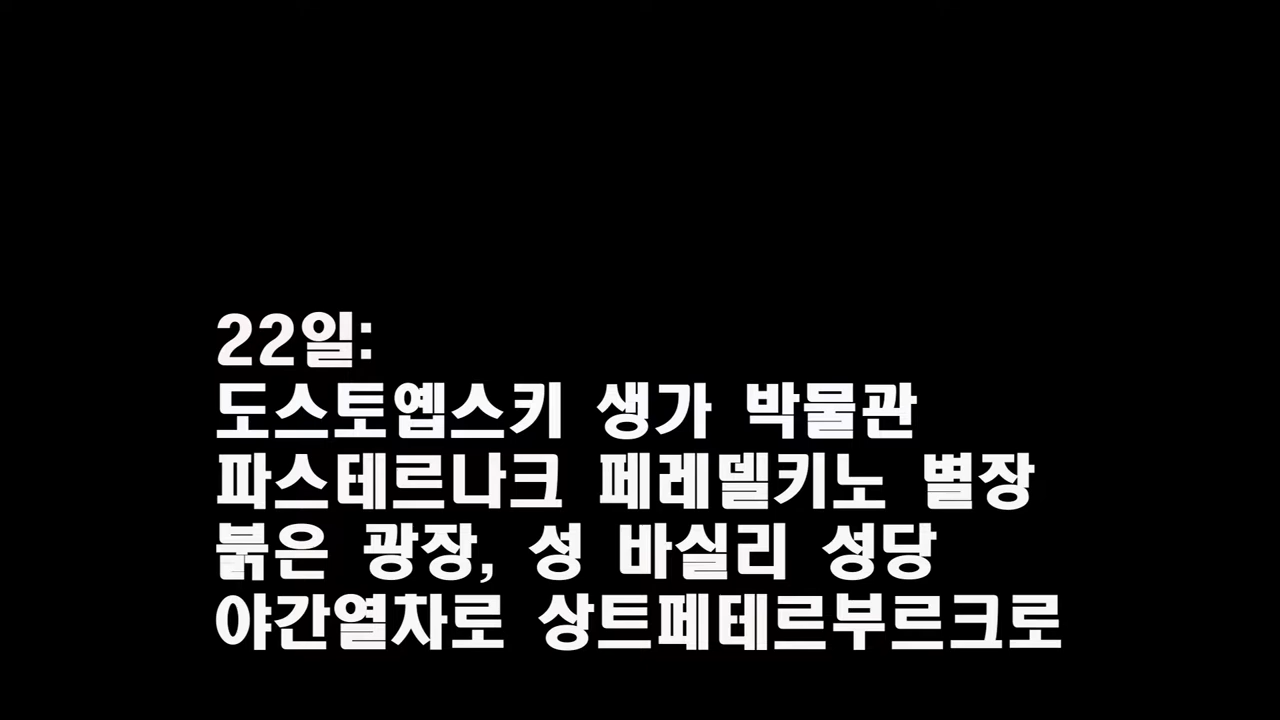 22일:
도스토옙스키 생가 박물관
파스테르나크 페레델키노 별장
붉은 광장, 성 바실리 성당
야간열차로 상트페테르부르크로